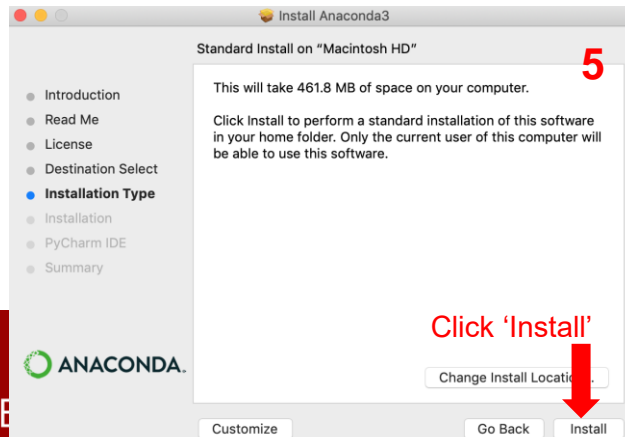 Install Anaconda3
Standard Install on “Macintosh HD”
5
Introduction
Read Me
License
Destination Select
Installation Type
Installation
PyCharm IDE
Summary
This will take 461.8 MB of space on your computer.
Click Install to perform a standard installation of this software
in your home folder. Only the current user of this computer will
be able to use this software.
Click ‘Install’
ANACONDA.
Change Install
Customize
Go Back
Install